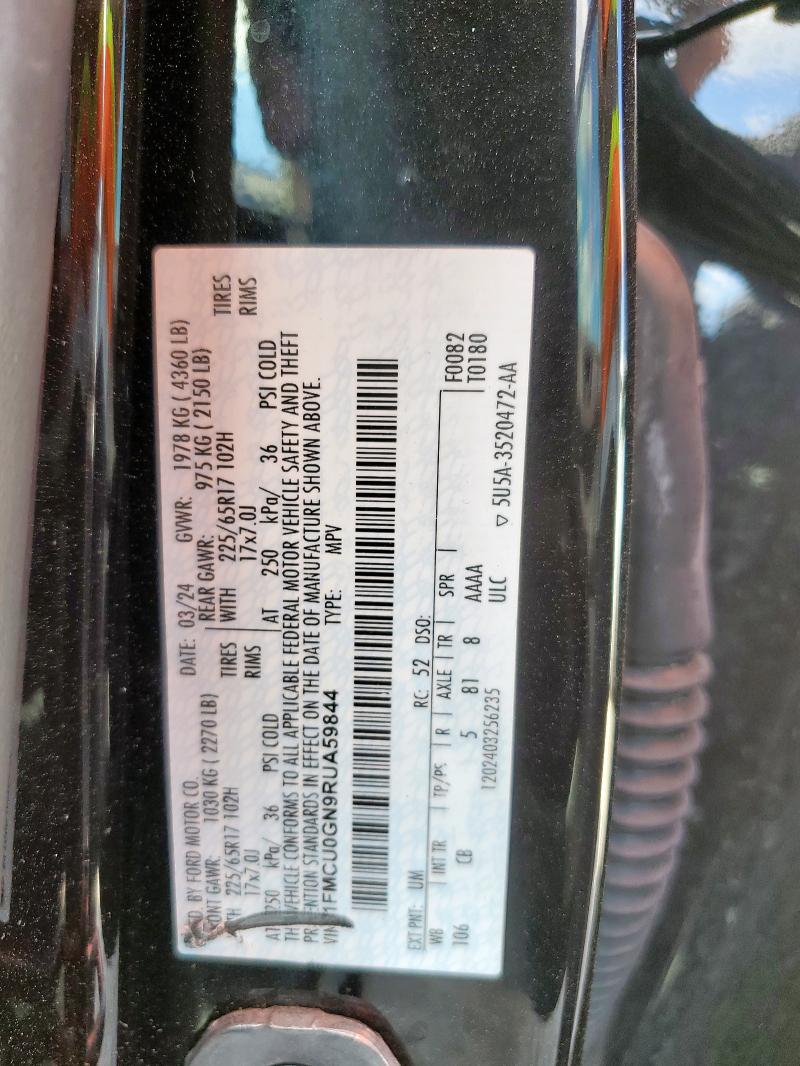 D BY FORD MOTOR CO. DATE: 03/24 GVWR: 1978 KG ( 4360 LB)
ONT GAWR: 1030 KG ( 2270 LB) REAR GAWR: 975 KG ( 2150 LB)
TH 225/65R17 102H TIRES WITH 225/65R17 102H TIRES
17x7.0J RIMS 17x7.0J RIMS
AT 250 kPa/ 36 PSI COLD AT 250 kPa/ 36 PSI COLD
VEHICLE CONFORMS TO ALL APPLICABLE FEDERAL MOTOR VEHICLE SAFETY AND THEFT
STANDARDS IN EFFECT ON THE DATE OF MANUFACTURE SHOWN ABOVE.
VIN: 1FMCU0GN9RUA59844 TYPE: MPV
EXT PNT: UM RC: 52 DSO:
WB INT TR TP/PS R AXLE TR SPR F0082
106 CB 5 81 8 AAAA T0180
1202403256235 ULC
▽ 5U5A-3520472-AA